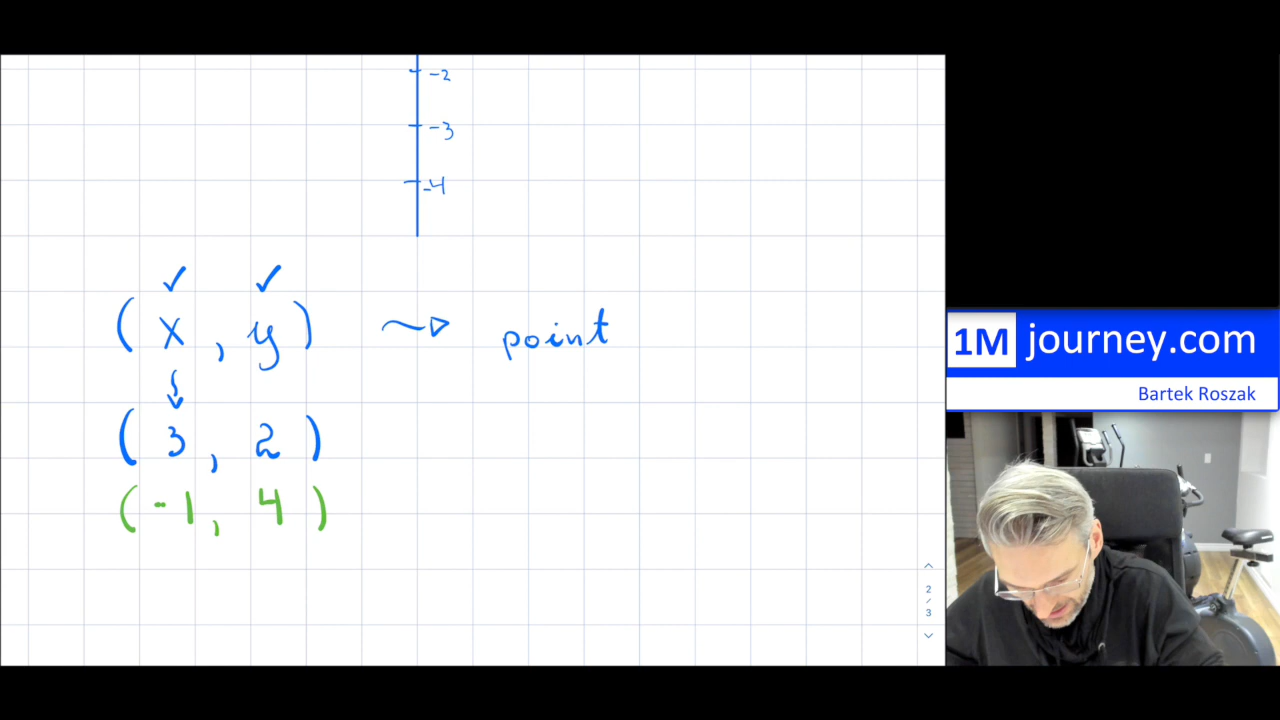 -2
-3
-4
✓ ✓
( x , y ) ~▷ point
( 3 , 2 )
( -1 , 4 )
1M journey.com
Bartek Roszak
2
/
3